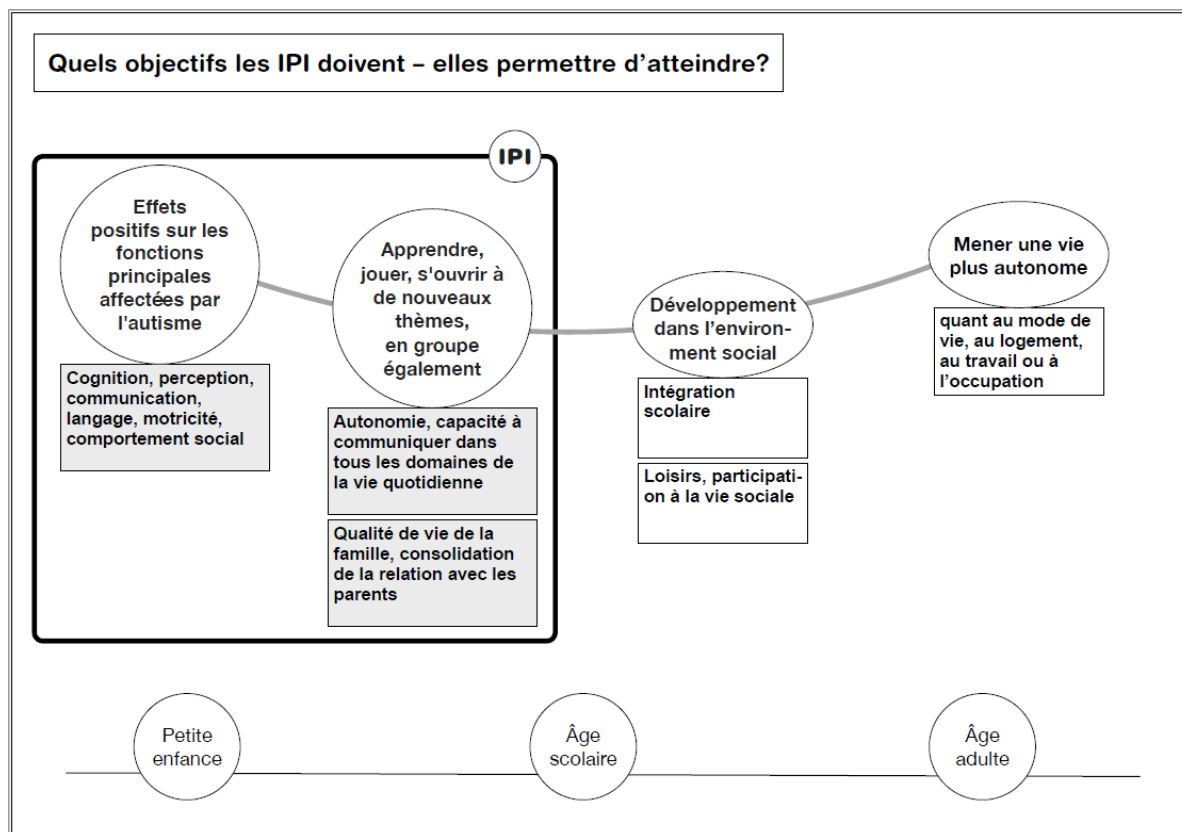 Quels objectifs les IPI doivent – elles permettre d’atteindre?
IPI
Effets
positifs sur les
fonctions
principales
affectées par
l'autisme
Cognition, perception,
communication,
langage, motricité,
comportement social
Apprendre,
jouer, s'ouvrir à
de nouveaux
thèmes,
en groupe
également
Autonomie, capacité à
communiquer dans
tous les domaines de
la vie quotidienne
Qualité de vie de la
famille, consolidation
de la relation avec les
parents
Développement
dans l’environ-
ment social
Intégration
scolaire
Loisirs, participati-
on à la vie sociale
Mener une vie
plus autonome
quant au mode de
vie, au logement,
au travail ou à
l’occupation
Petite
enfance
Âge
scolaire
Âge
adulte